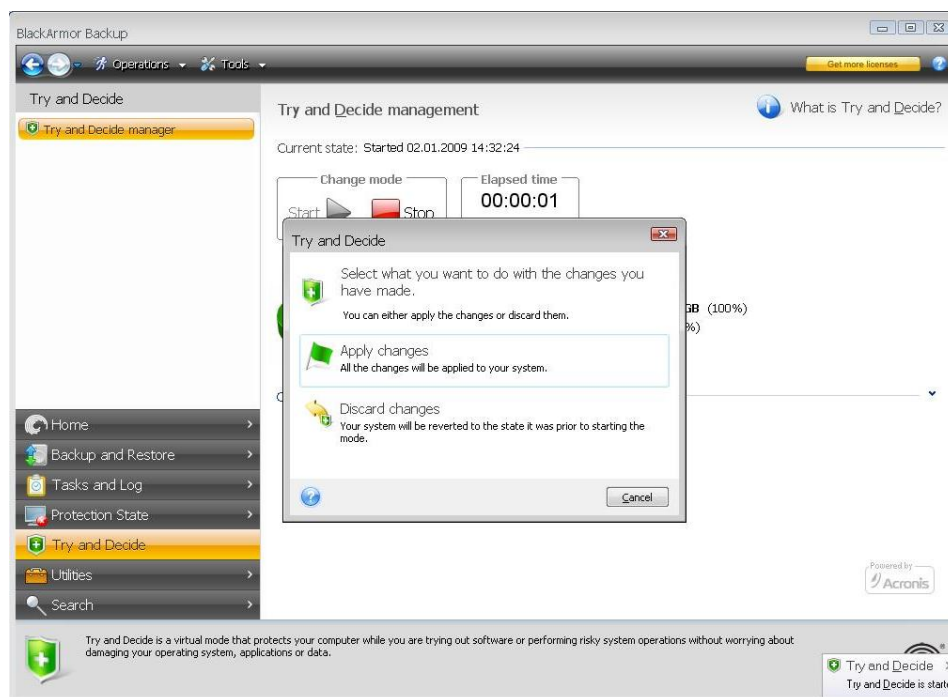 BlackArmor Backup
Operations
Tools
Get more licenses
Try and Decide
Try and Decide manager
Try and Decide management
What is Try and Decide?
Current state: Started 02.01.2009 14:32:24
Change mode
Elapsed time
Start
Stop
00:00:01
GB (100%)
%)
Try and Decide
Select what you want to do with the changes you
have made.
You can either apply the changes or discard them.
Apply changes
All the changes will be applied to your system.
Discard changes
Your system will be reverted to the state it was prior to starting the
mode.
Cancel
Home
Backup and Restore
Tasks and Log
Protection State
Try and Decide
Utilities
Search
Powered by
Acronis
Try and Decide is a virtual mode that protects your computer while you are trying out software or performing risky system operations without worrying about
damaging your operating system, applications or data.
Try and Decide
Try and Decide is start